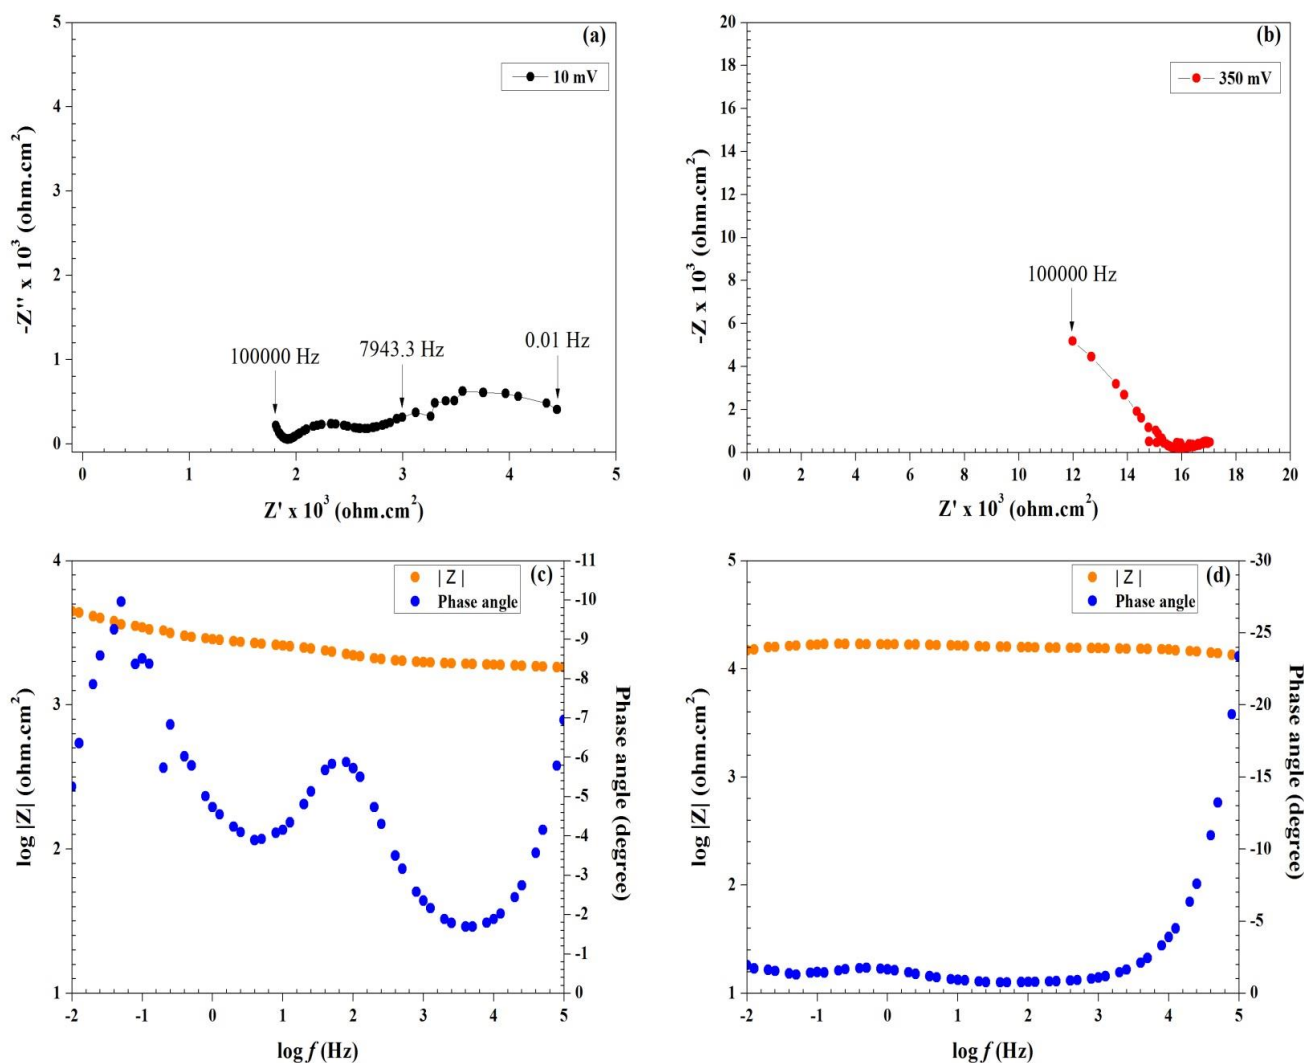 (a)
10 mV
5
4
3
2
1
0
-Z'' x 10³ (ohm.cm²)
100000 Hz
7943.3 Hz
0.01 Hz
0 1 2 3 4 5
Z' x 10³ (ohm.cm²)
(b)
350 mV
20
18
16
14
12
10
8
6
4
2
0
-Z x 10³ (ohm.cm²)
100000 Hz
0 2 4 6 8 10 12 14 16 18 20
Z' x 10³ (ohm.cm²)
(c)
| Z |
Phase angle
4
3
2
1
log |Z| (ohm.cm²)
-11
-10
-9
-8
-7
-6
-5
-4
-3
-2
-1
0
Phase angle (degree)
-2 -1 0 1 2 3 4 5
log f (Hz)
(d)
| Z |
Phase angle
5
4
3
2
1
log |Z| (ohm.cm²)
-30
-25
-20
-15
-10
-5
0
Phase angle (degree)
-2 -1 0 1 2 3 4 5
log f (Hz)